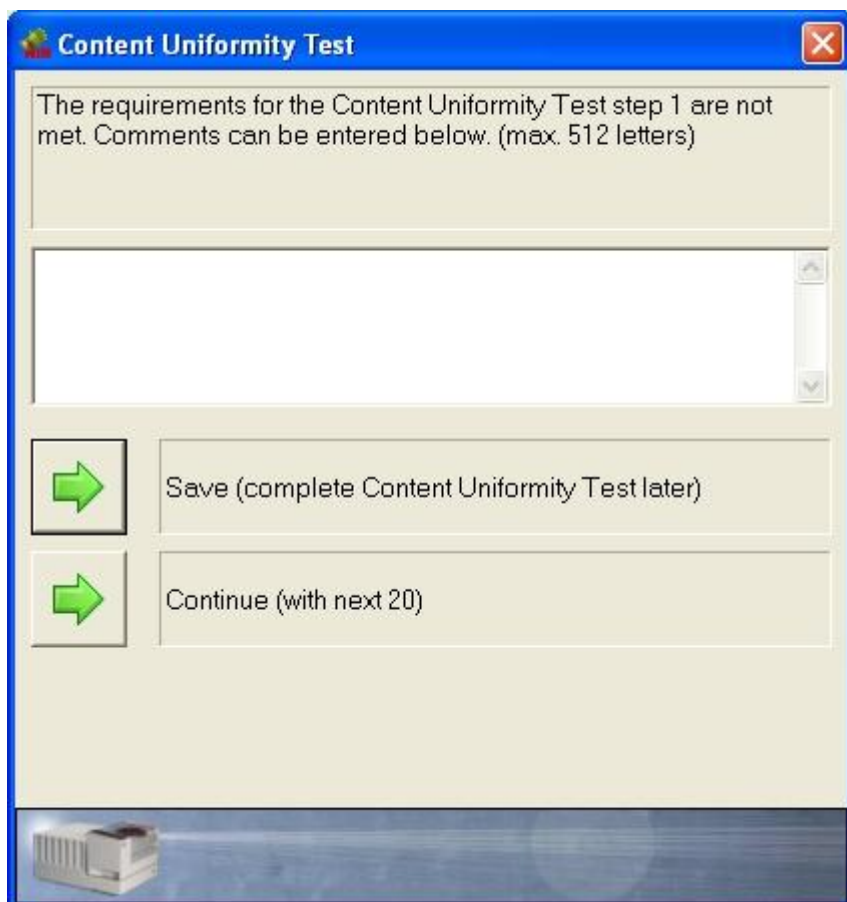 Content Uniformity Test
The requirements for the Content Uniformity Test step 1 are not
met. Comments can be entered below. (max. 512 letters)
Save (complete Content Uniformity Test later)
Continue (with next 20)